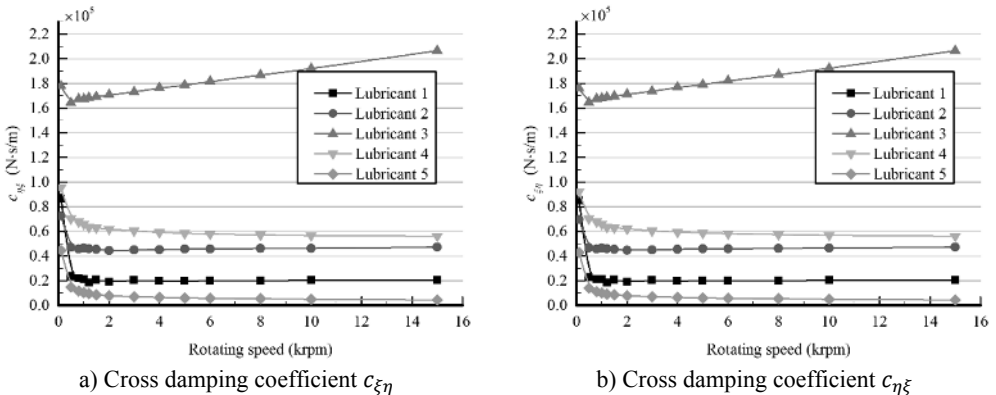 ×10⁵
2.2
2.0
1.8
1.6
1.4
1.2
1.0
0.8
0.6
0.4
0.2
0.0
c_ηξ (N·s/m)
Lubricant 1
Lubricant 2
Lubricant 3
Lubricant 4
Lubricant 5
0 2 4 6 8 10 12 14 16
Rotating speed (krpm)
a) Cross damping coefficient c_ξη
×10⁵
2.2
2.0
1.8
1.6
1.4
1.2
1.0
0.8
0.6
0.4
0.2
0.0
c_ξη (N·s/m)
Lubricant 1
Lubricant 2
Lubricant 3
Lubricant 4
Lubricant 5
0 2 4 6 8 10 12 14 16
Rotating speed (krpm)
b) Cross damping coefficient c_ηξ